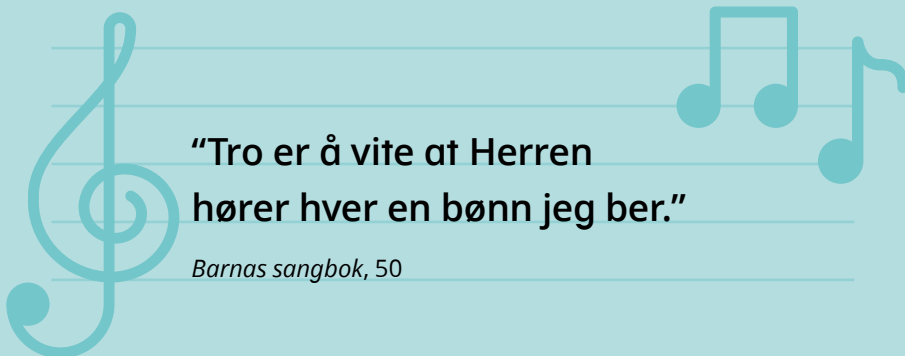 “Tro er å vite at Herren
hører hver en bønn jeg ber.”
Barnas sangbok, 50